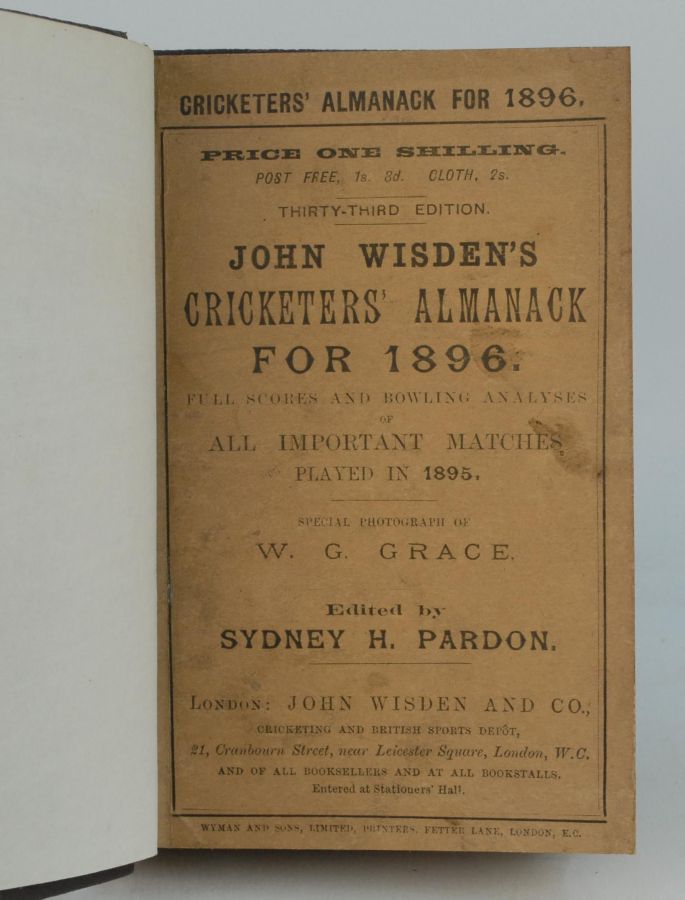 CRICKETERS' ALMANACK FOR 1896.
PRICE ONE SHILLING.
POST FREE, 1s. 3d. CLOTH, 2s.
THIRTY-THIRD EDITION.
JOHN WISDEN'S
CRICKETERS' ALMANACK
FOR 1896.
FULL SCORES AND BOWLING ANALYSES
OF
ALL IMPORTANT MATCHES
PLAYED IN 1895.
SPECIAL PHOTOGRAPH OF
W. G. GRACE.
Edited by
SYDNEY H. PARDON.
LONDON: JOHN WISDEN AND CO.,
CRICKETING AND BRITISH SPORTS DEPÔT,
21, Cranbourn Street, near Leicester Square, London, W.C.
AND OF ALL BOOKSELLERS AND AT ALL BOOKSTALLS.
Entered at Stationers' Hall.
WYMAN AND SONS, LIMITED, PRINTERS, FETTER LANE, LONDON, E.C.